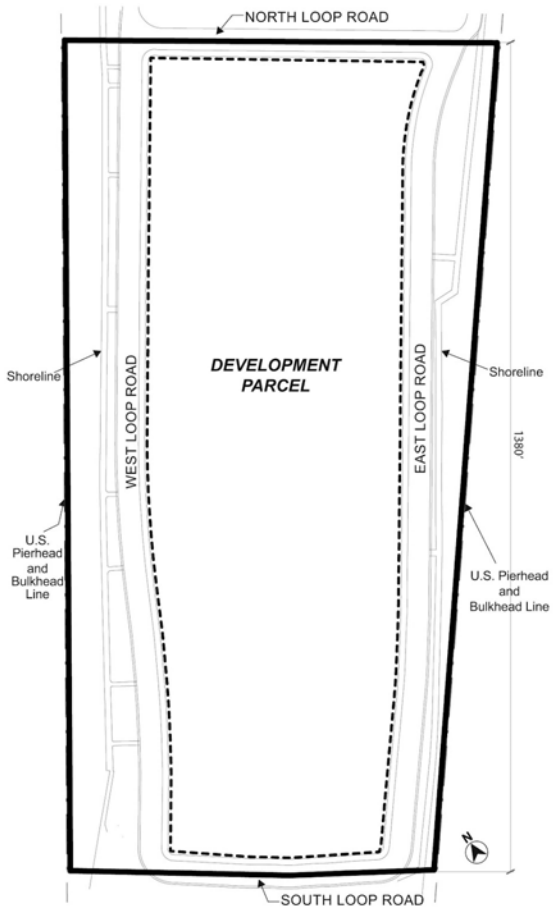 NORTH LOOP ROAD
DEVELOPMENT
PARCEL
Shoreline
WEST LOOP ROAD
EAST LOOP ROAD
Shoreline
1380'
U.S.
Pierhead
and
Bulkhead
Line
U.S. Pierhead
and
Bulkhead Line
N
SOUTH LOOP ROAD